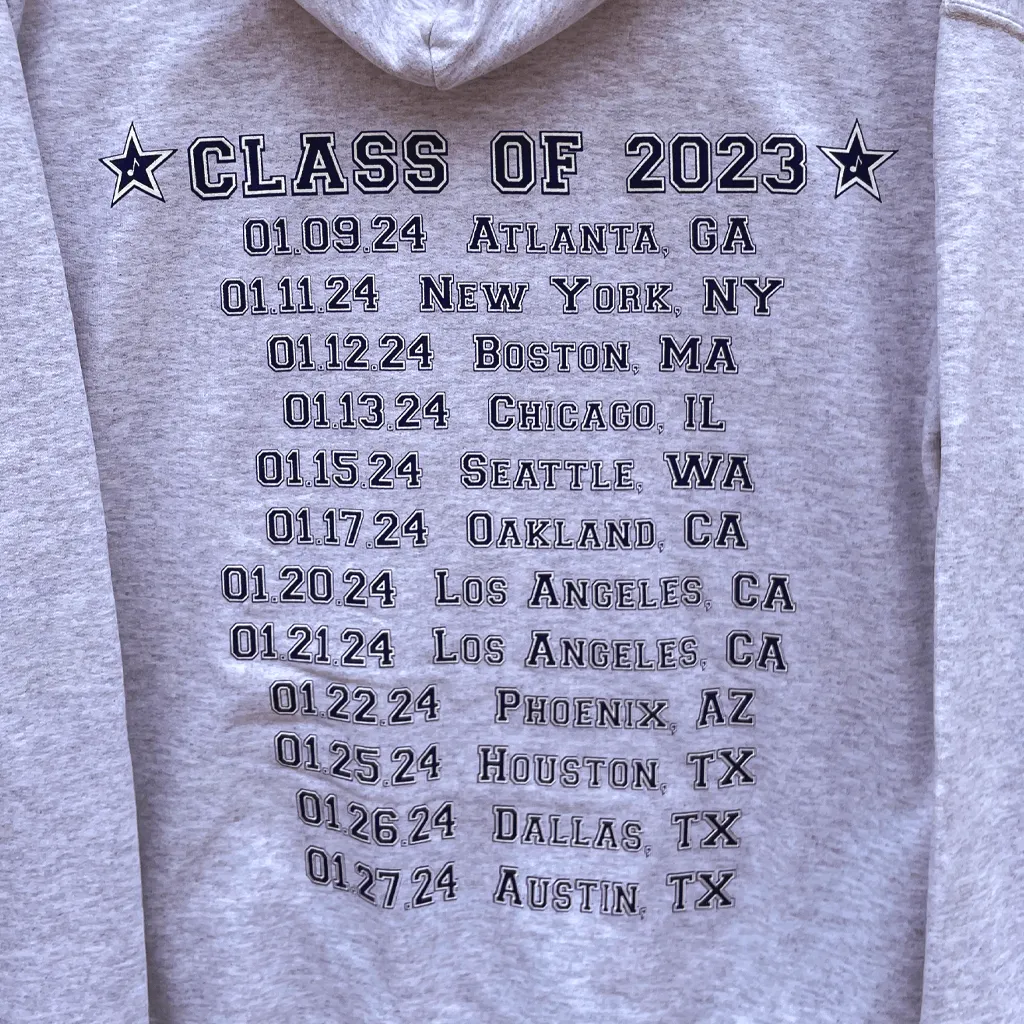 CLASS OF 2023
01.09.24 ATLANTA, GA
01.11.24 NEW YORK, NY
01.12.24 BOSTON, MA
01.13.24 CHICAGO, IL
01.15.24 SEATTLE, WA
01.17.24 OAKLAND, CA
01.20.24 LOS ANGELES, CA
01.21.24 LOS ANGELES, CA
01.22.24 PHOENIX, AZ
01.25.24 HOUSTON, TX
01.26.24 DALLAS, TX
01.27.24 AUSTIN, TX